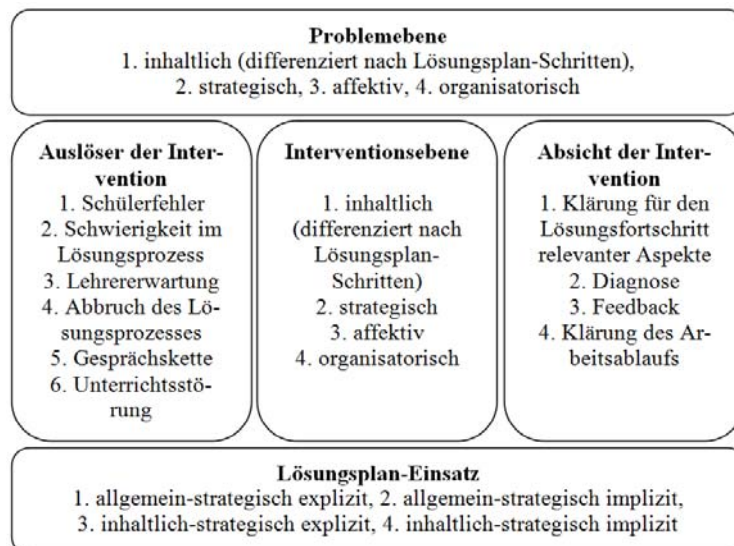 Problemebene
1. inhaltlich (differenziert nach Lösungsplan-Schritten),
2. strategisch, 3. affektiv, 4. organisatorisch
Auslöser der Inter-
vention
1. Schülerfehler
2. Schwierigkeit im
Lösungsprozess
3. Lehrererwartung
4. Abbruch des Lö-
sungsprozesses
5. Gesprächskette
6. Unterrichtsstö-
rung
Interventionsebene
1. inhaltlich
(differenziert nach
Lösungsplan-
Schritten)
2. strategisch
3. affektiv
4. organisatorisch
Absicht der Inter-
vention
1. Klärung für den
Lösungsfortschritt
relevanter Aspekte
2. Diagnose
3. Feedback
4. Klärung des Ar-
beitsablaufs
Lösungsplan-Einsatz
1. allgemein-strategisch explizit, 2. allgemein-strategisch implizit,
3. inhaltlich-strategisch explizit, 4. inhaltlich-strategisch implizit